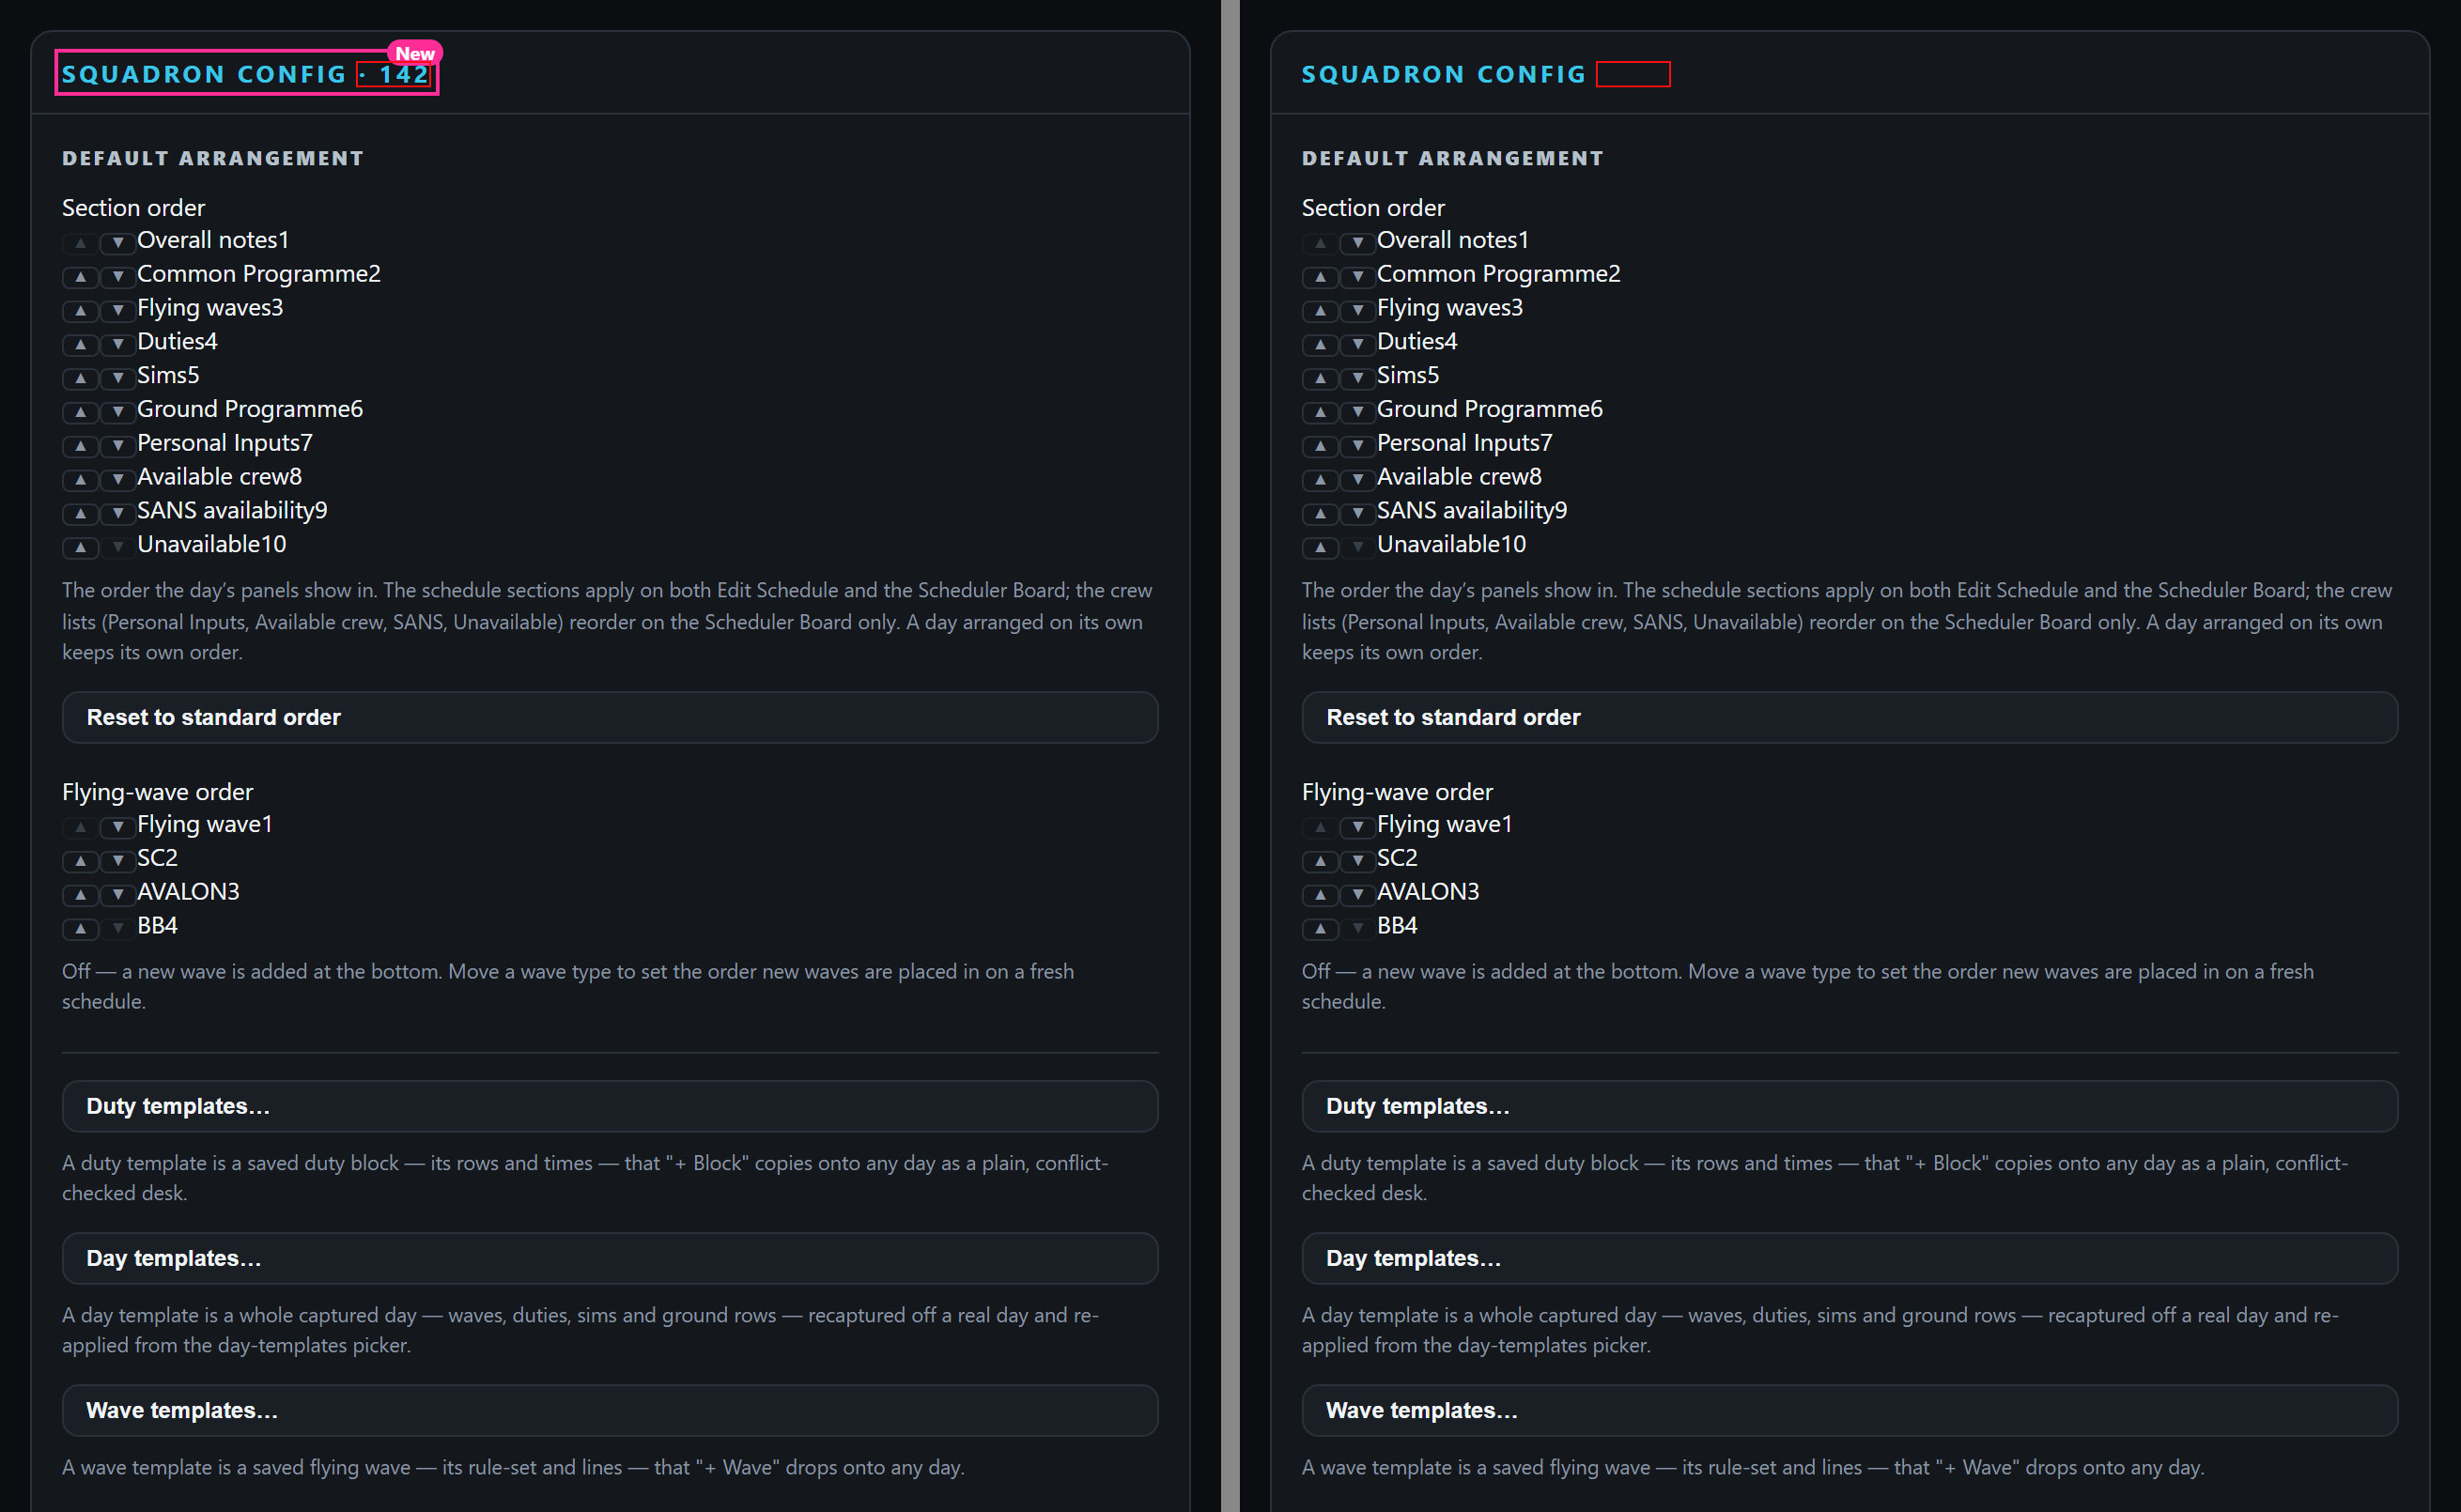 New
SQUADRON CONFIG · 142
DEFAULT ARRANGEMENT
Section order
▲ ▼ Overall notes1
▲ ▼ Common Programme2
▲ ▼ Flying waves3
▲ ▼ Duties4
▲ ▼ Sims5
▲ ▼ Ground Programme6
▲ ▼ Personal Inputs7
▲ ▼ Available crew8
▲ ▼ SANS availability9
▲ ▼ Unavailable10
The order the day’s panels show in. The schedule sections apply on both Edit Schedule and the Scheduler Board; the crew
lists (Personal Inputs, Available crew, SANS, Unavailable) reorder on the Scheduler Board only. A day arranged on its own
keeps its own order.
Reset to standard order
Flying-wave order
▲ ▼ Flying wave1
▲ ▼ SC2
▲ ▼ AVALON3
▲ ▼ BB4
Off — a new wave is added at the bottom. Move a wave type to set the order new waves are placed in on a fresh
schedule.
Duty templates…
A duty template is a saved duty block — its rows and times — that "+ Block" copies onto any day as a plain, conflict-
checked desk.
Day templates…
A day template is a whole captured day — waves, duties, sims and ground rows — recaptured off a real day and re-
applied from the day-templates picker.
Wave templates…
A wave template is a saved flying wave — its rule-set and lines — that "+ Wave" drops onto any day.
SQUADRON CONFIG
DEFAULT ARRANGEMENT
Section order
▲ ▼ Overall notes1
▲ ▼ Common Programme2
▲ ▼ Flying waves3
▲ ▼ Duties4
▲ ▼ Sims5
▲ ▼ Ground Programme6
▲ ▼ Personal Inputs7
▲ ▼ Available crew8
▲ ▼ SANS availability9
▲ ▼ Unavailable10
The order the day’s panels show in. The schedule sections apply on both Edit Schedule and the Scheduler Board; the crew
lists (Personal Inputs, Available crew, SANS, Unavailable) reorder on the Scheduler Board only. A day arranged on its own
keeps its own order.
Reset to standard order
Flying-wave order
▲ ▼ Flying wave1
▲ ▼ SC2
▲ ▼ AVALON3
▲ ▼ BB4
Off — a new wave is added at the bottom. Move a wave type to set the order new waves are placed in on a fresh
schedule.
Duty templates…
A duty template is a saved duty block — its rows and times — that "+ Block" copies onto any day as a plain, conflict-
checked desk.
Day templates…
A day template is a whole captured day — waves, duties, sims and ground rows — recaptured off a real day and re-
applied from the day-templates picker.
Wave templates…
A wave template is a saved flying wave — its rule-set and lines — that "+ Wave" drops onto any day.